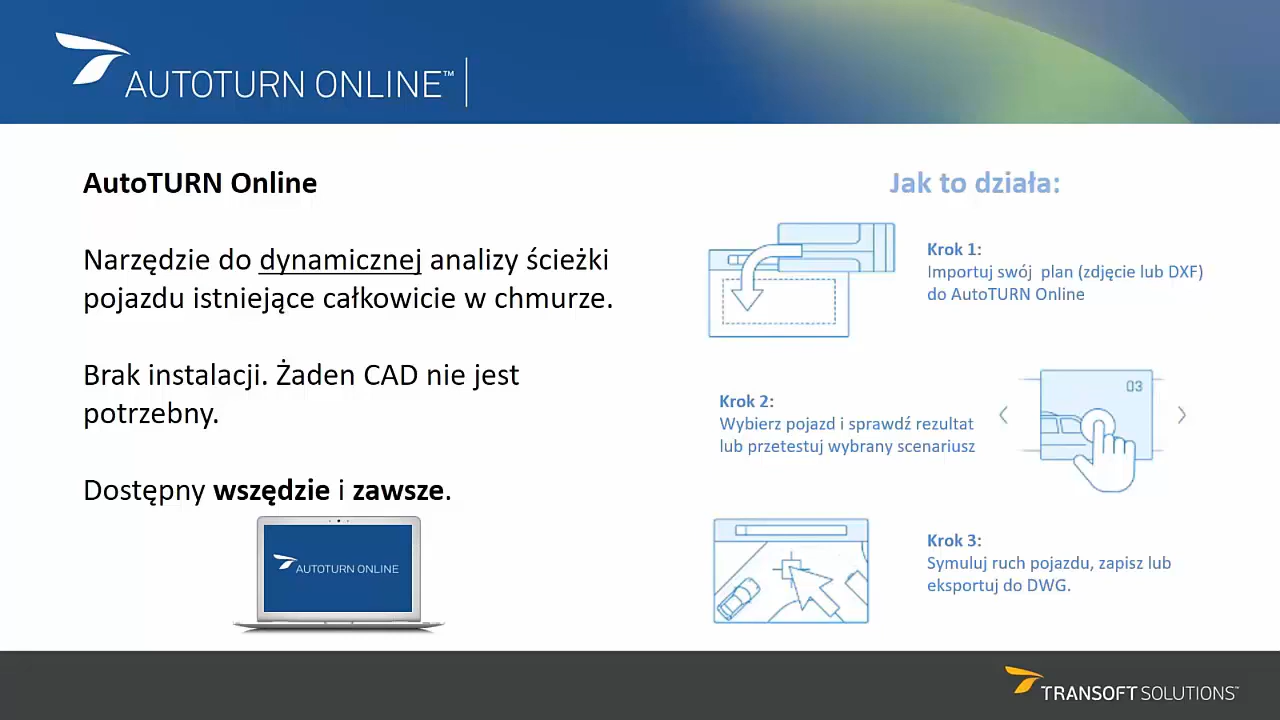 AUTOTURN ONLINE™
AutoTURN Online
Narzędzie do dynamicznej analizy ścieżki
pojazdu istniejące całkowicie w chmurze.
Brak instalacji. Żaden CAD nie jest
potrzebny.
Dostępny wszędzie i zawsze.
AUTOTURN ONLINE
Jak to działa:
Krok 1:
Importuj swój  plan (zdjęcie lub DXF)
do AutoTURN Online
Krok 2:
Wybierz pojazd i sprawdź rezultat
lub przetestuj wybrany scenariusz
03
Krok 3:
Symuluj ruch pojazdu, zapisz lub
eksportuj do DWG.
TRANSOFT SOLUTIONS™